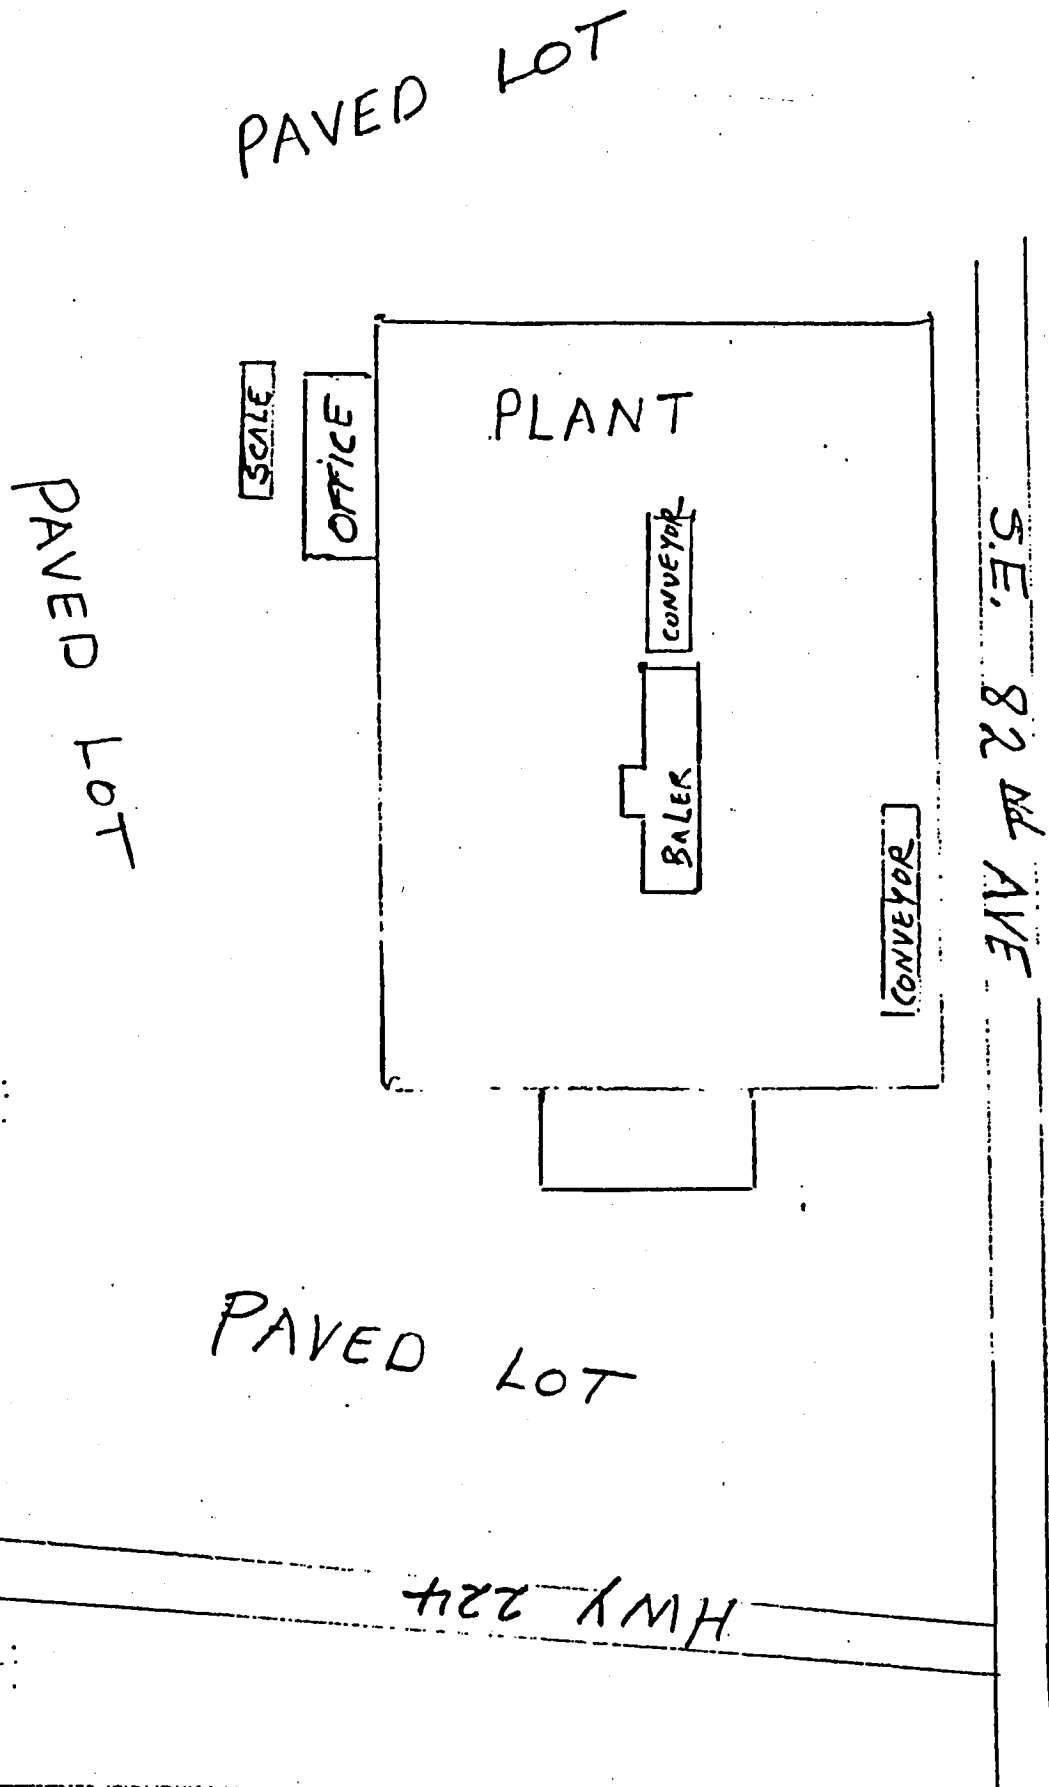 PAVED LOT
PLANT
SCALE
OFFICE
CONVEYOR
PAVED LOT
S.E. 82nd AVE
BALER
CONVEYOR
PAVED LOT
HWY 224